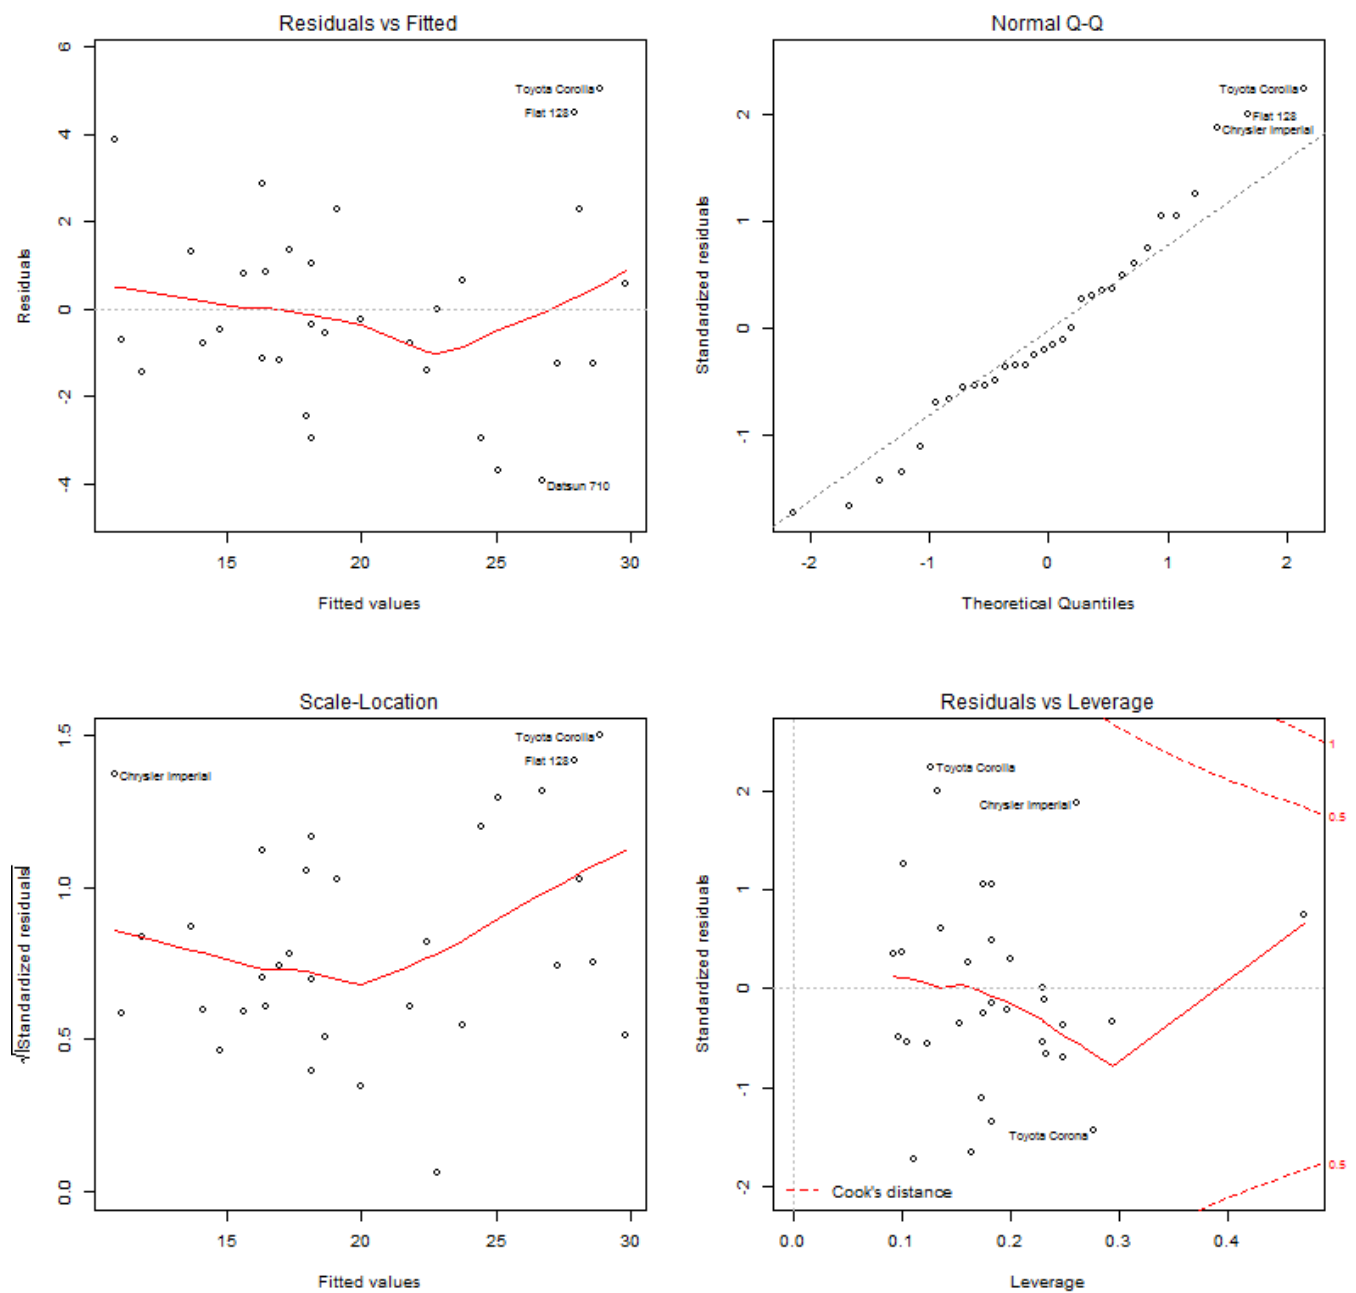 Residuals vs Fitted
Residuals
6
4
2
0
-2
-4
Toyota Corolla
Fiat 128
Datsun 710
15 20 25 30
Fitted values
Normal Q-Q
Standardized residuals
2
1
0
-1
Toyota Corolla
Fiat 128
Chrysler Imperial
-2 -1 0 1 2
Theoretical Quantiles
Scale-Location
√|Standardized residuals|
1.5
1.0
0.5
0.0
Toyota Corolla
Fiat 128
Chrysler Imperial
15 20 25 30
Fitted values
Residuals vs Leverage
Standardized residuals
2
1
0
-1
-2
1
0.5
0.5
Toyota Corolla
Chrysler Imperial
Toyota Corona
Cook's distance
0.0 0.1 0.2 0.3 0.4
Leverage